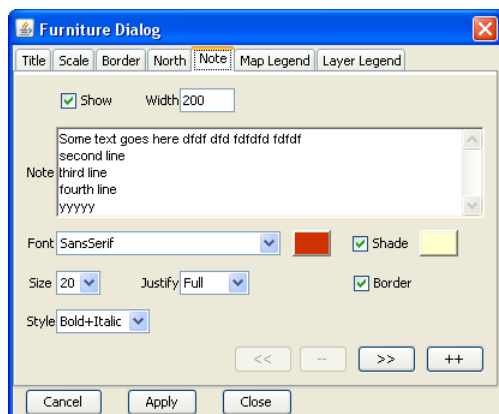 Furniture Dialog
Title Scale Border North Note Map Legend Layer Legend
Show Width 200
Some text goes here dfdf dfd fdfdfd fdfdf
second line
Note third line
fourth line
yyyyy
Font SansSerif Shade
Size 20 Justify Full Border
Style Bold+Italic
<< -- >> ++
Cancel Apply Close